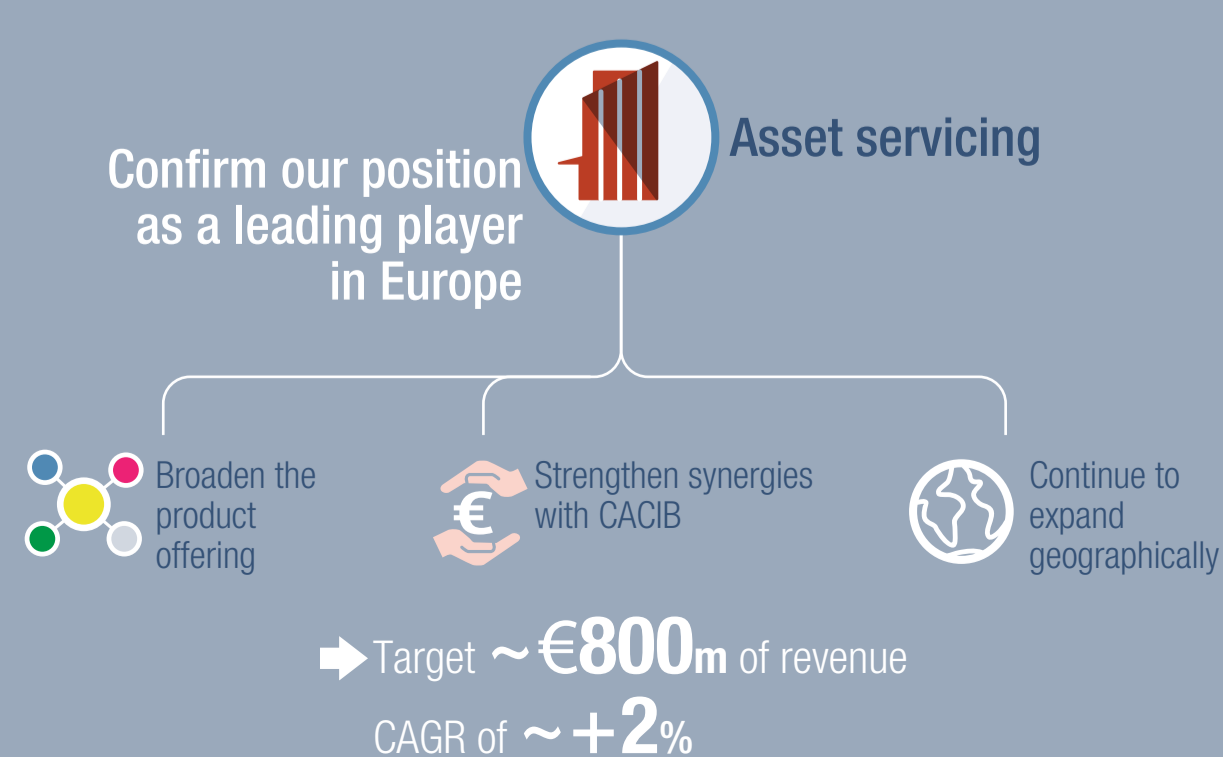 Asset servicing
Confirm our position
as a leading player
in Europe
Broaden the
product
offering
€
Strengthen synergies
with CACIB
Continue to
expand
geographically
Target ~ €800m of revenue
CAGR of ~ +2%